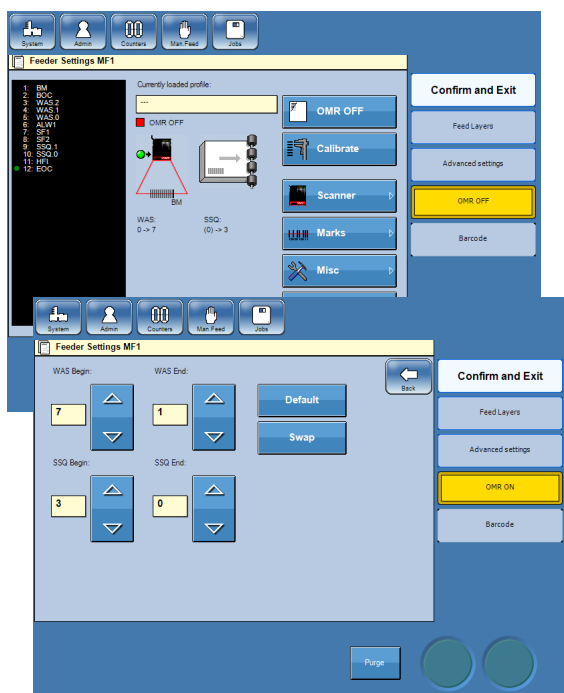 System Admin Counters Man.Feed Jobs
Feeder Settings MF1
1: BM
2: BOC
3: WAS.2
4: WAS.1
5: WAS.0
6: ALW1
7: SF1
8: SF2
9: SSQ.1
10: SSQ.0
11: HFI
12: EOC
Currently loaded profile:
---
OMR OFF
BM
WAS: SSQ:
0 -> 7 (0) -> 3
OMR OFF
Calibrate
Scanner
Marks
Misc
Confirm and Exit
Feed Layers
Advanced settings
OMR OFF
Barcode
System Admin Counters Man.Feed Jobs
Feeder Settings MF1
WAS Begin: WAS End:
7 1
Default
Swap
Back
SSQ Begin: SSQ End:
3 0
Confirm and Exit
Feed Layers
Advanced settings
OMR ON
Barcode
Purge